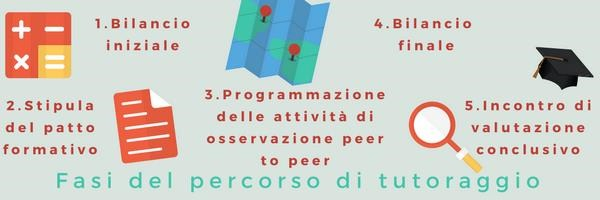 1.Bilancio
iniziale
2.Stipula
del patto
formativo
3.Programmazione
delle attività di
osservazione peer
to peer
4.Bilancio
finale
5.Incontro di
valutazione
conclusivo
Fasi del percorso di tutoraggio